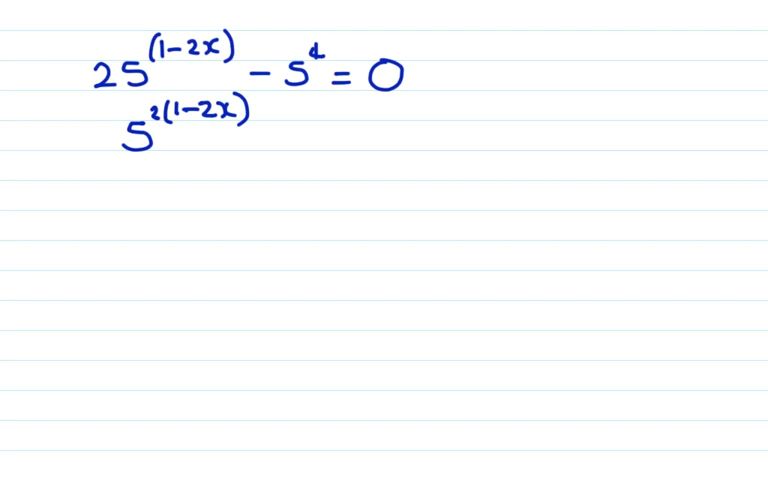 25^(1-2x) - 5^4 = 0
5^2(1-2x)